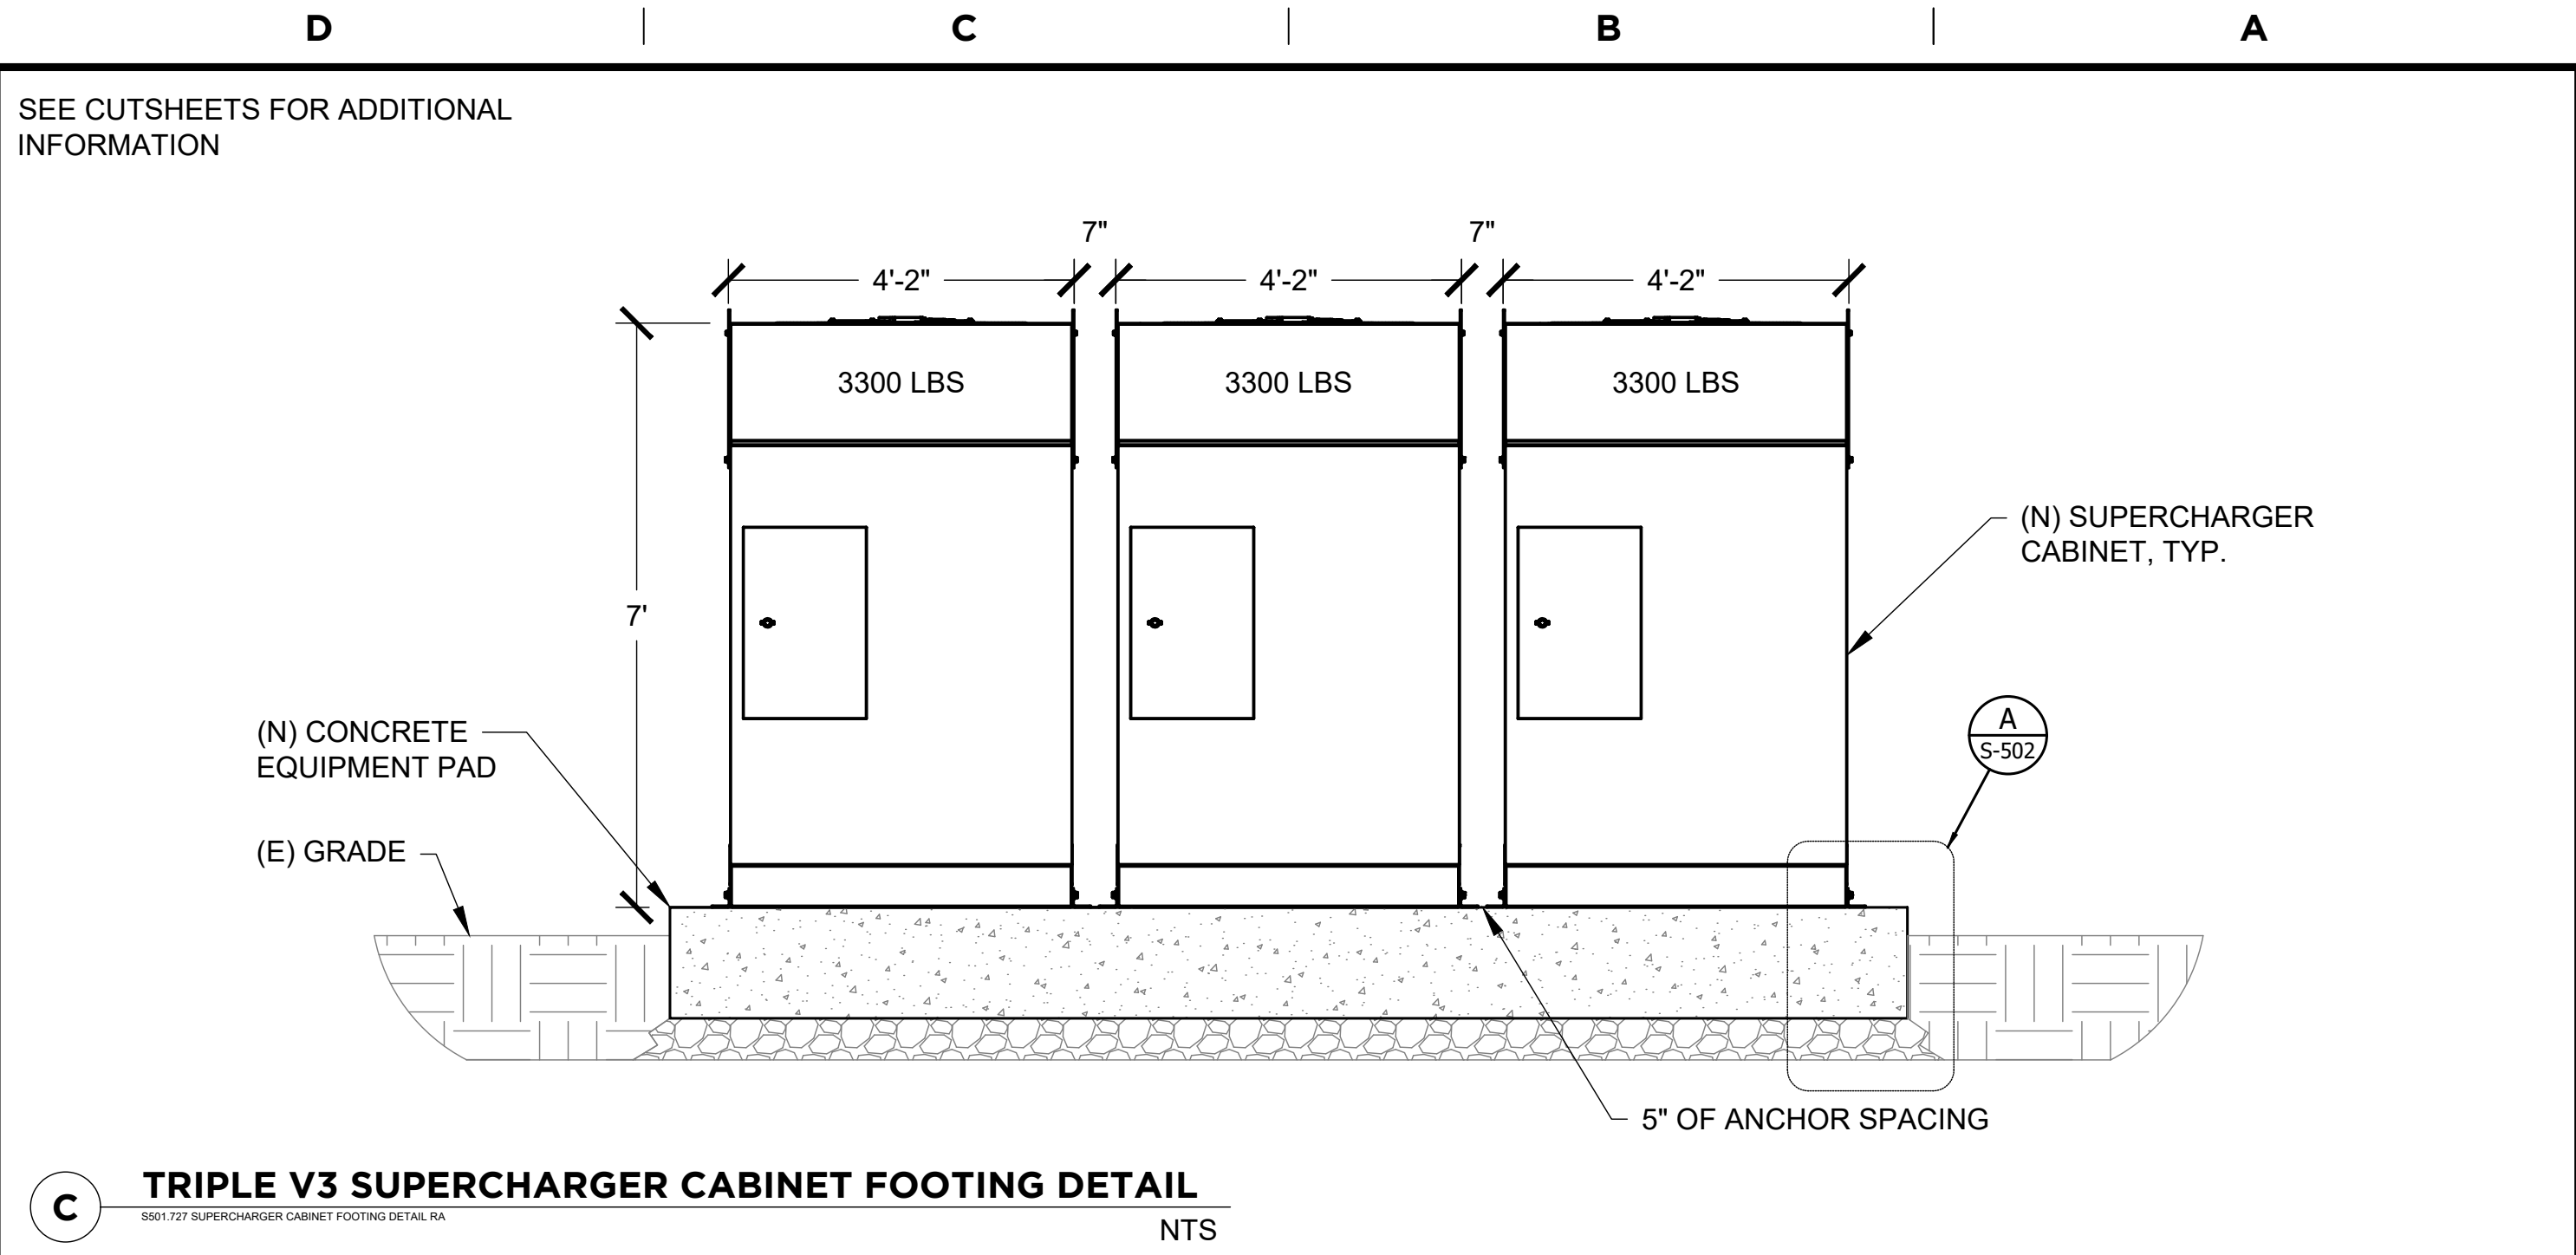 D C B A
SEE CUTSHEETS FOR ADDITIONAL
INFORMATION
7" 7"
4'-2" 4'-2" 4'-2"
3300 LBS 3300 LBS 3300 LBS
(N) SUPERCHARGER
CABINET, TYP.
7'
(N) CONCRETE
EQUIPMENT PAD
A
S-502
(E) GRADE
5" OF ANCHOR SPACING
C
TRIPLE V3 SUPERCHARGER CABINET FOOTING DETAIL
S501.727 SUPERCHARGER CABINET FOOTING DETAIL RA
NTS